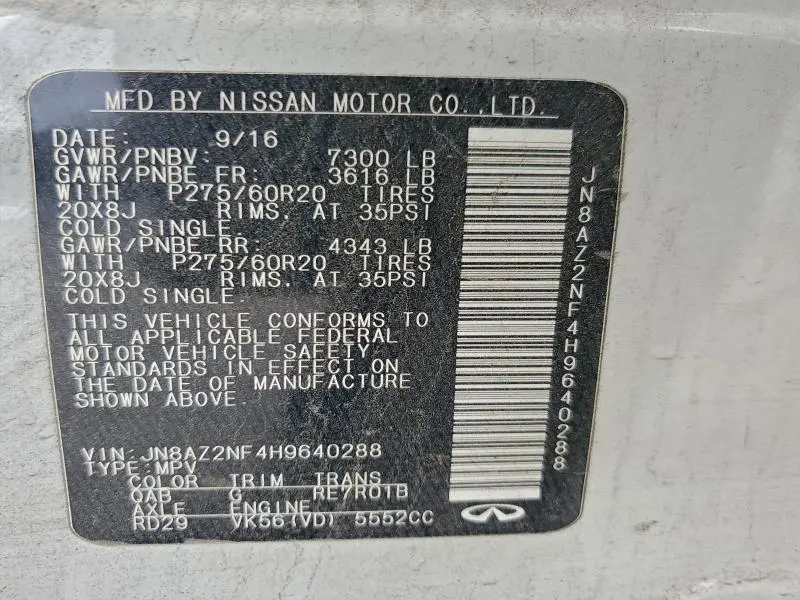 MFD BY NISSAN MOTOR CO.,LTD.
DATE: 9/16
GVWR/PNBV: 7300 LB
GAWR/PNBE FR: 3616 LB
WITH P275/60R20 TIRES
20X8J RIMS. AT 35PSI
COLD SINGLE.
GAWR/PNBE RR: 4343 LB
WITH P275/60R20 TIRES
20X8J RIMS. AT 35PSI
COLD SINGLE.
THIS VEHICLE CONFORMS TO
ALL APPLICABLE FEDERAL
MOTOR VEHICLE SAFETY
STANDARDS IN EFFECT ON
THE DATE OF MANUFACTURE
SHOWN ABOVE.
VIN:JN8AZ2NF4H9640288
TYPE:MPV
COLOR TRIM TRANS
QAB G RE7R01B
AXLE ENGINE
RD29 VK56(VD) 5552CC
JN8AZ2NF4H9640288